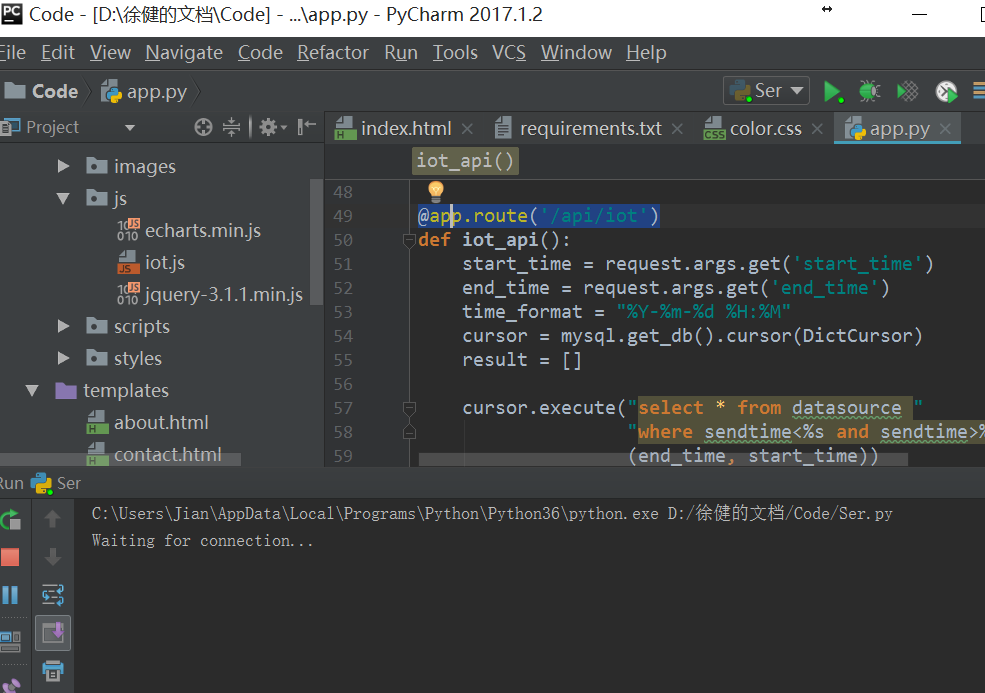 PC Code - [D:\徐健的文档\Code] - ...\app.py - PyCharm 2017.1.2
File Edit View Navigate Code Refactor Run Tools VCS Window Help
Code app.py Ser
Project
index.html requirements.txt color.css app.py
iot_api()
images
js
echarts.min.js
iot.js
jquery-3.1.1.min.js
scripts
styles
templates
about.html
contact.html
48
49 @app.route('/api/iot')
50 def iot_api():
51 start_time = request.args.get('start_time')
52 end_time = request.args.get('end_time')
53 time_format = "%Y-%m-%d %H:%M"
54 cursor = mysql.get_db().cursor(DictCursor)
55 result = []
56
57 cursor.execute("select * from datasource "
58 "where sendtime<%s and sendtime>%
59 (end_time, start_time))
Run Ser
C:\Users\Jian\AppData\Local\Programs\Python\Python36\python.exe D:/徐健的文档/Code/Ser.py
Waiting for connection...